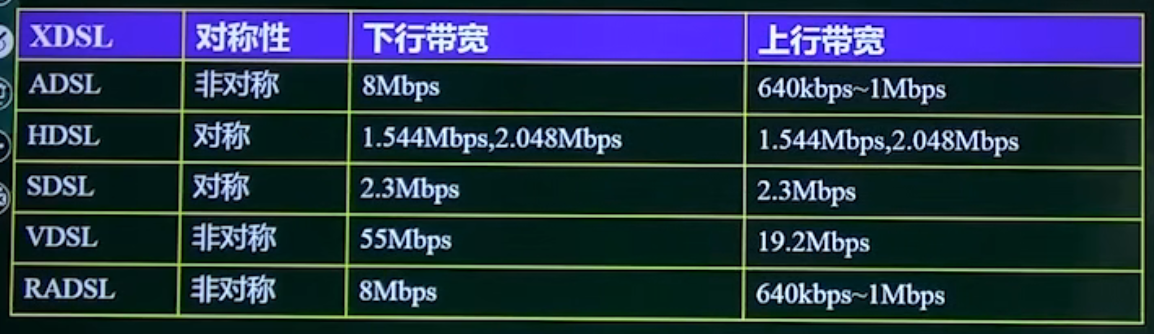 XDSL 对称性 下行带宽 上行带宽
ADSL 非对称 8Mbps 640kbps~1Mbps
HDSL 对称 1.544Mbps,2.048Mbps 1.544Mbps,2.048Mbps
SDSL 对称 2.3Mbps 2.3Mbps
VDSL 非对称 55Mbps 19.2Mbps
RADSL 非对称 8Mbps 640kbps~1Mbps